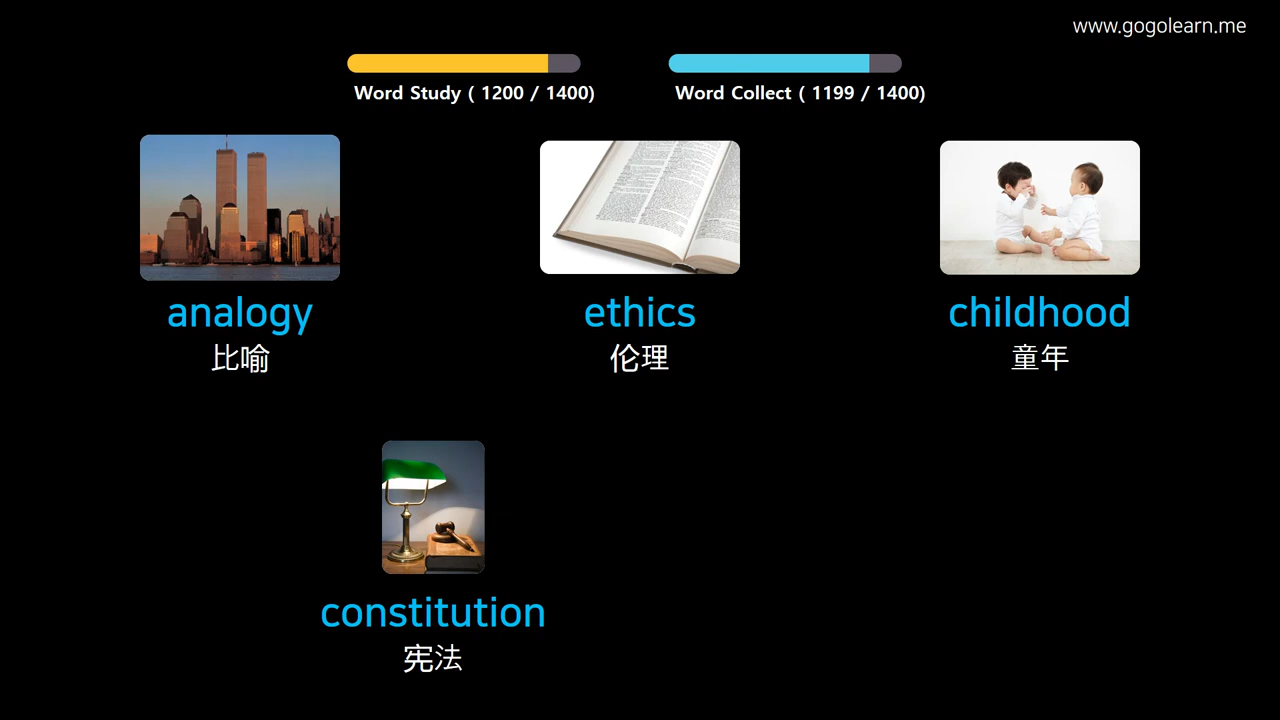 www.gogolearn.me
Word Study ( 1200 / 1400)
Word Collect ( 1199 / 1400)
analogy
比喻
ethics
伦理
childhood
童年
constitution
宪法